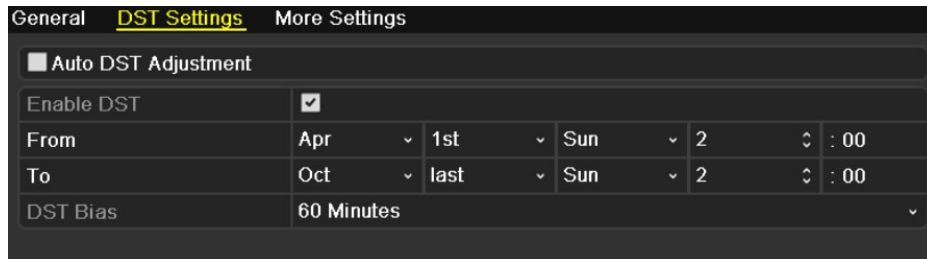 General DST Settings More Settings
Auto DST Adjustment
Enable DST
From Apr 1st Sun 2 : 00
To Oct last Sun 2 : 00
DST Bias 60 Minutes